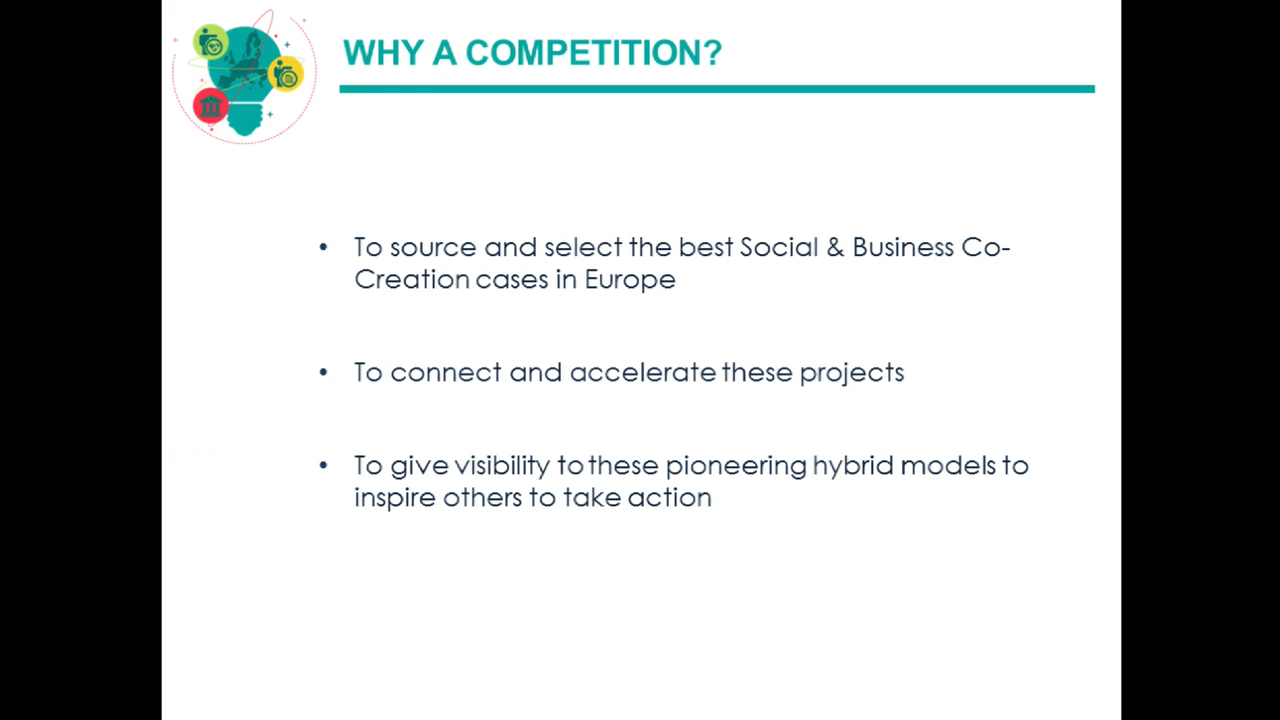 WHY A COMPETITION?
• To source and select the best Social & Business Co-
Creation cases in Europe
• To connect and accelerate these projects
• To give visibility to these pioneering hybrid models to
inspire others to take action